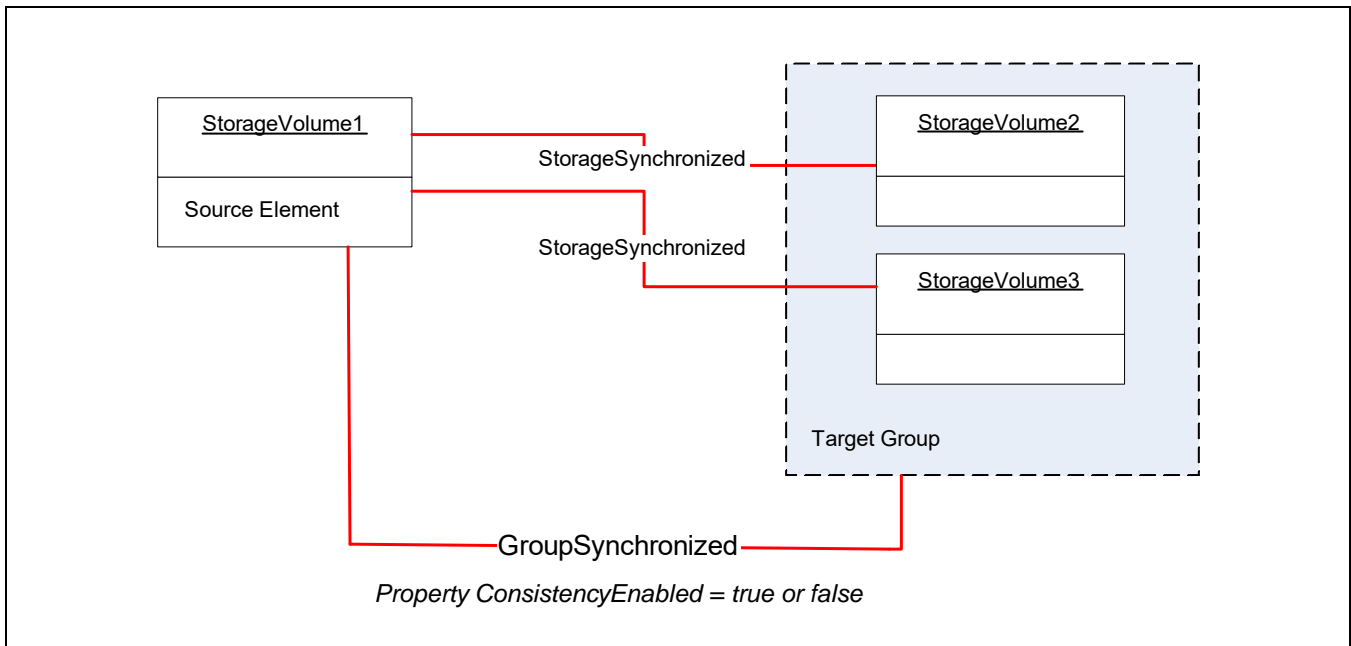 StorageVolume1
Source Element
StorageSynchronized
StorageSynchronized
StorageVolume2
StorageVolume3
Target Group
GroupSynchronized
Property ConsistencyEnabled = true or false